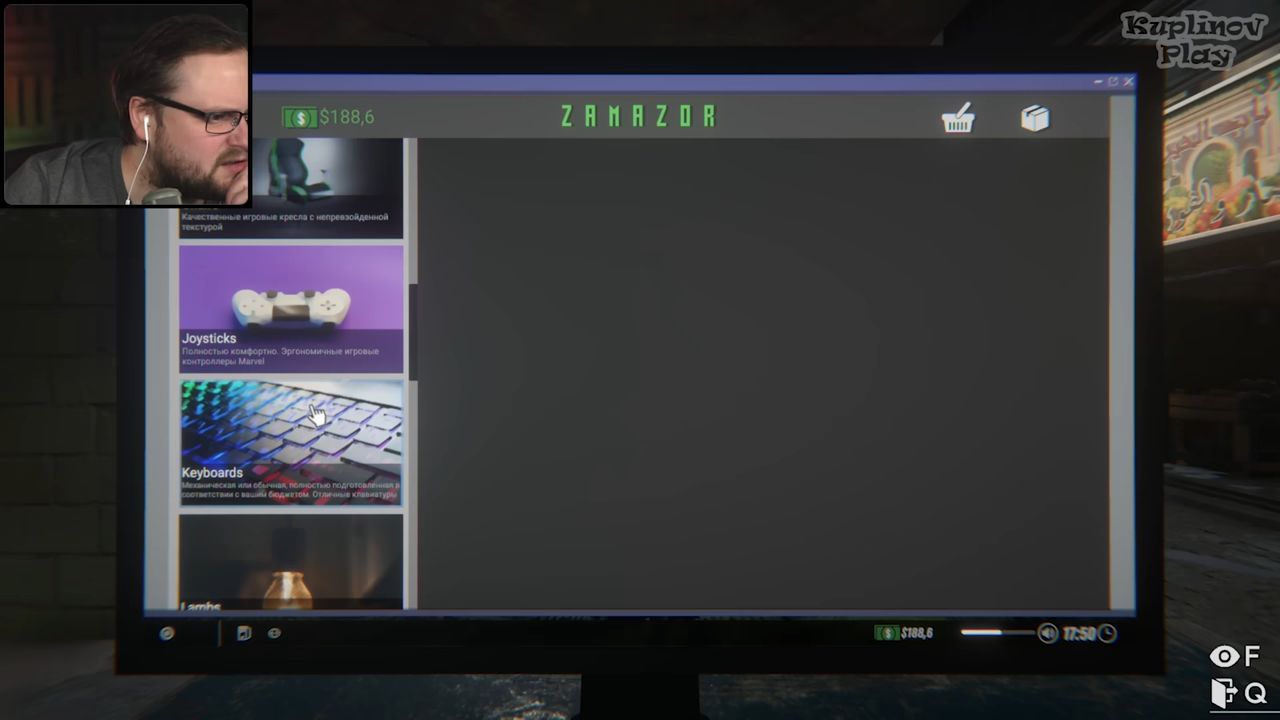 Kuplinov
Play
$188,6
ZAMAZOR
Качественные игровые кресла с непревзойденной
текстурой
Joysticks
Полностью комфортно. Эргономичные игровые
контроллеры Marvel
Keyboards
Механическая или обычная, полностью подготовленная в
соответствии с вашим бюджетом. Отличные клавиатуры
Lambs
$188,6
17:50
F
Q